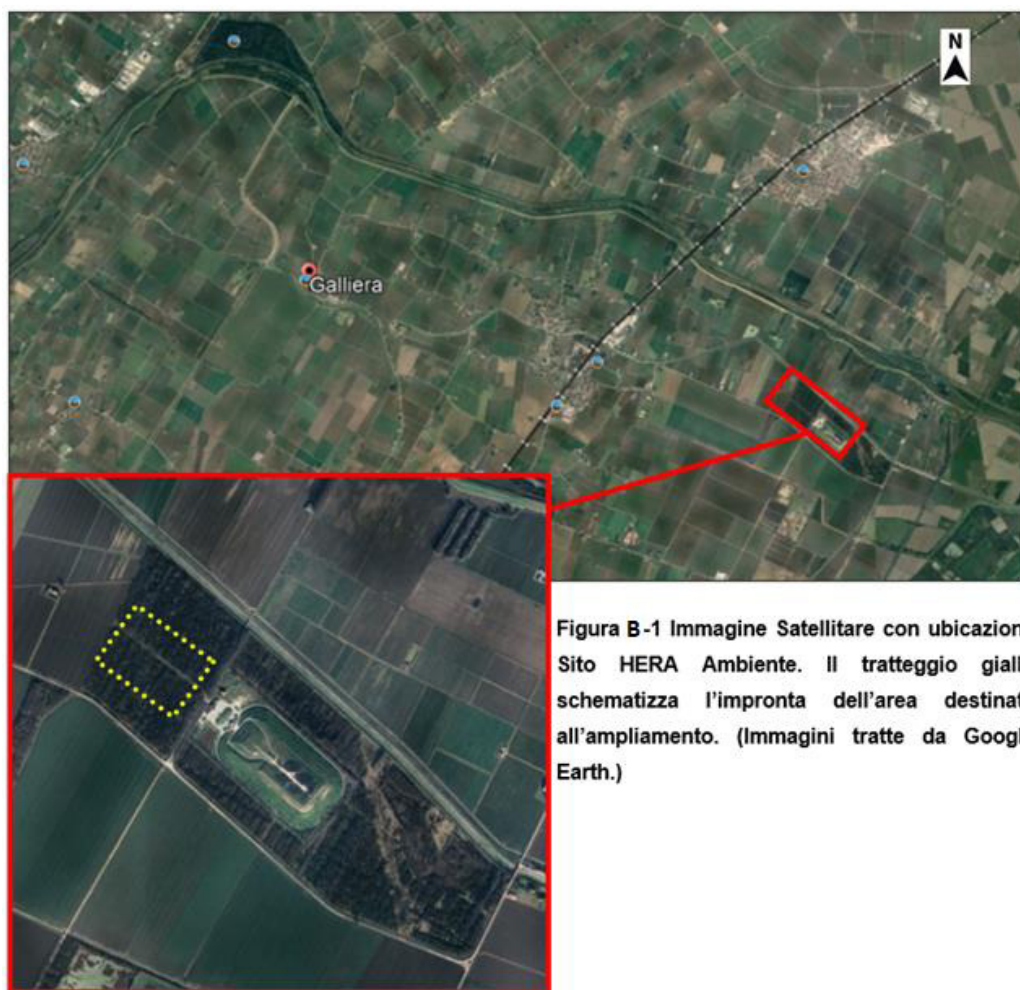 N
Galliera
Figura B-1 Immagine Satellitare con ubicazion
Sito HERA Ambiente. Il tratteggio giall
schematizza l'impronta dell'area destinat
all'ampliamento. (Immagini tratte da Googl
Earth.)